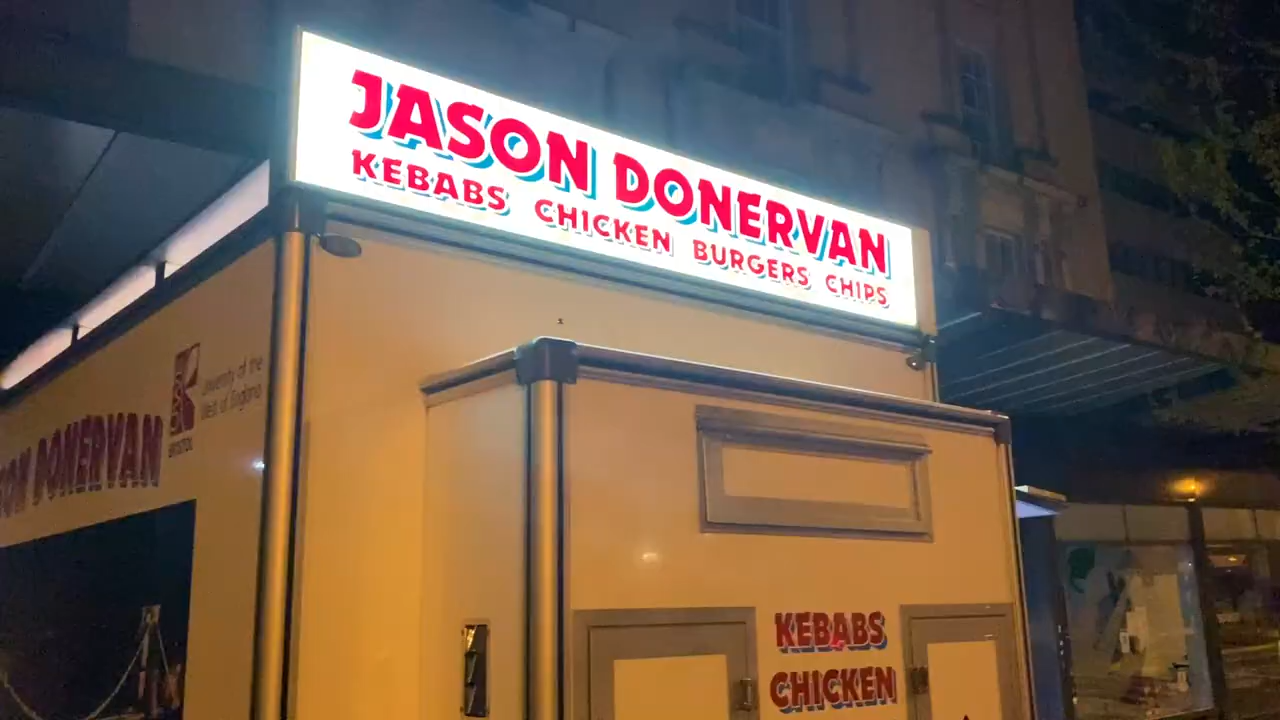 JASON DONERVAN
KEBABS CHICKEN BURGERS CHIPS
University of the
West of England
BRISTOL
DONERVAN
KEBABS
CHICKEN